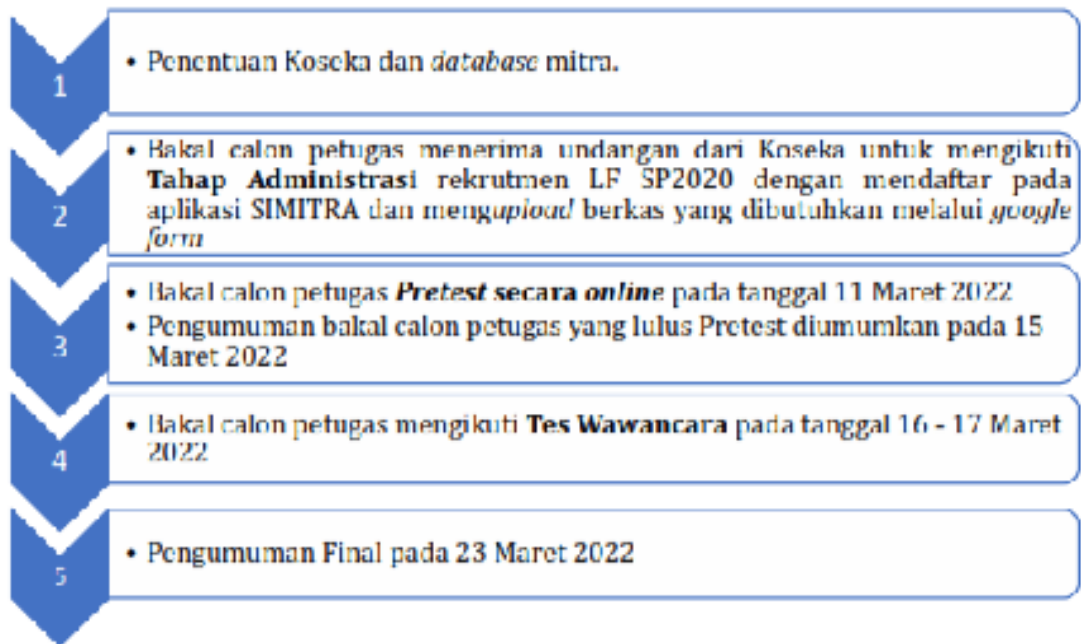 1
• Penentuan Koseka dan database mitra.
2
• Bakal calon petugas menerima undangan dari Koseka untuk mengikuti
Tahap Administrasi rekrutmen LF SP2020 dengan mendaftar pada
aplikasi SIMITRA dan mengupload berkas yang dibutuhkan melalui google
form
3
• Bakal calon petugas Pretest secara online pada tanggal 11 Maret 2022
• Pengumuman bakal calon petugas yang lulus Pretest diumumkan pada 15
Maret 2022
4
• Bakal calon petugas mengikuti Tes Wawancara pada tanggal 16 - 17 Maret
2022
5
• Pengumuman Final pada 23 Maret 2022